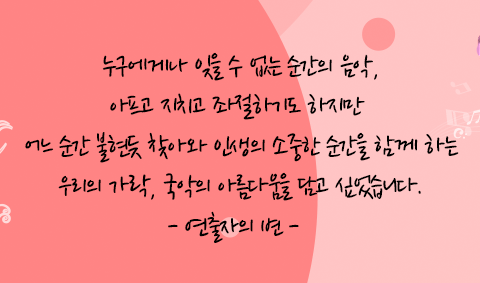 누구에게나 잊을 수 없는 순간의 음악,
아프고 지치고 좌절하기도 하지만
어느 순간 불현듯 찾아와 인생의 소중한 순간을 함께 하는
우리의 가락, 국악의 아름다움을 담고 싶었습니다.
- 연출자의 변 -